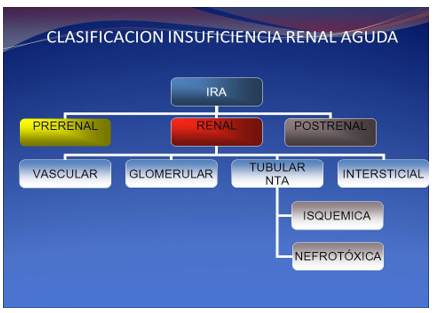 CLASIFICACION INSUFICIENCIA RENAL AGUDA
IRA
PRERENAL
RENAL
POSTRENAL
VASCULAR
GLOMERULAR
TUBULAR
NTA
INTERSTICIAL
ISQUEMICA
NEFROTÓXICA